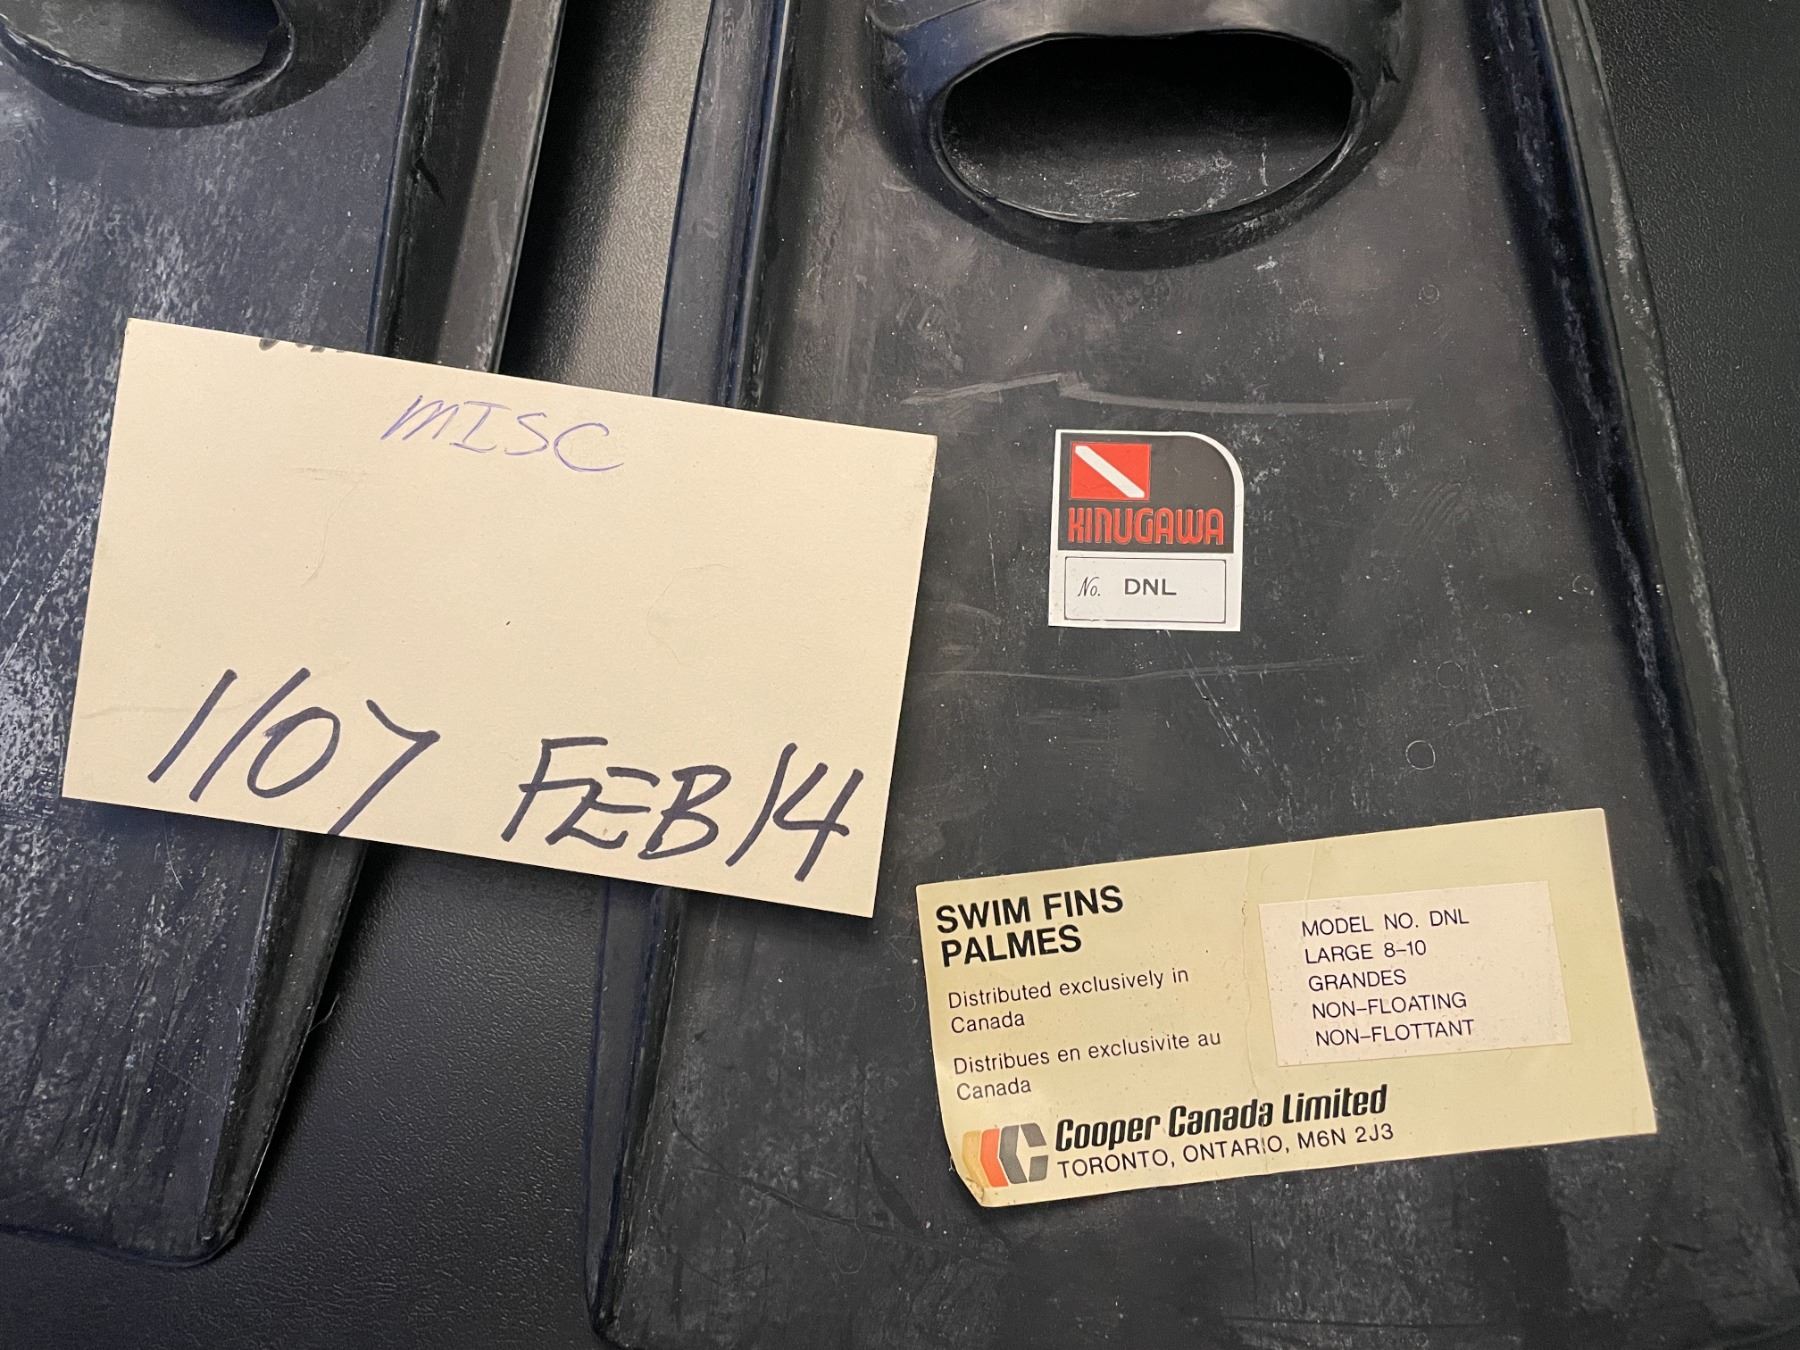 MISC
1107 FEB14
KINUGAWA
No. DNL
SWIM FINS
PALMES
Distributed exclusively in
Canada
Distribues en exclusivite au
Canada
MODEL NO. DNL
LARGE 8-10
GRANDES
NON-FLOATING
NON-FLOTTANT
Cooper Canada Limited
TORONTO, ONTARIO, M6N 2J3